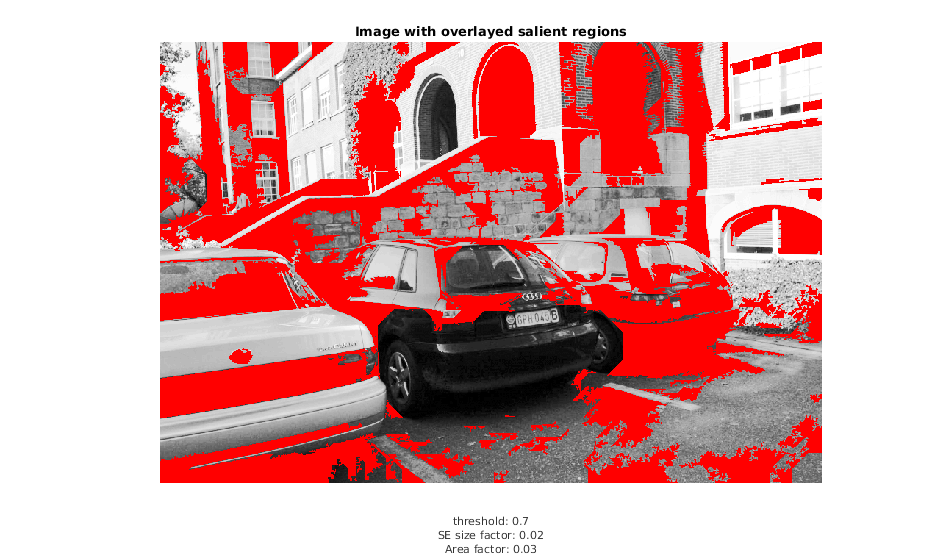 Image with overlayed salient regions
threshold: 0.7
SE size factor: 0.02
Area factor: 0.03